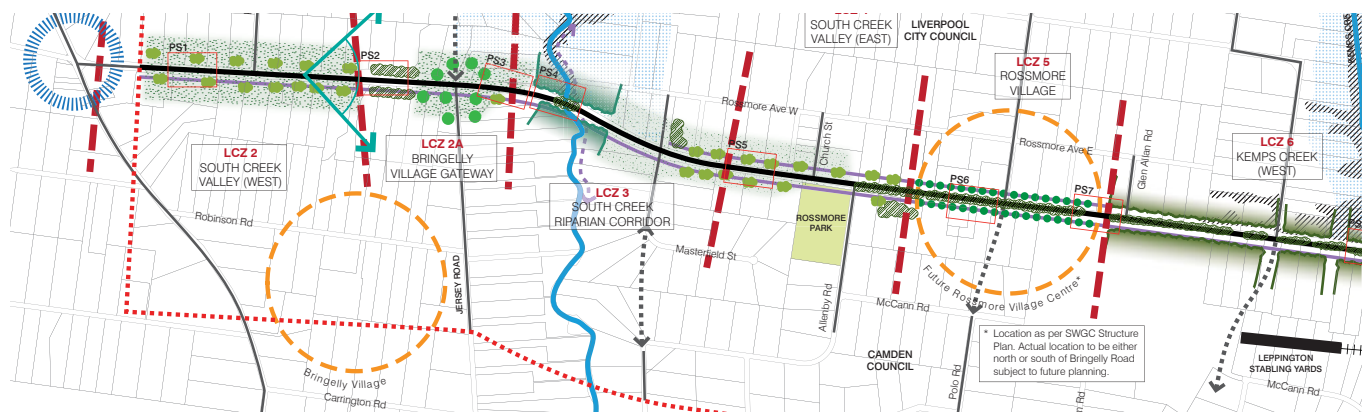 SOUTH CREEK
VALLEY (EAST)
LIVERPOOL
CITY COUNCIL
PS1
PS2
PS3
PS4
LCZ 5
ROSSMORE
VILLAGE
Rossmore Ave W
Church St
Rossmore Ave E
Glen Allan Rd
LCZ 6
KEMPS CREEK
(WEST)
LCZ 2
SOUTH CREEK
VALLEY (WEST)
LCZ 2A
BRINGELLY
VILLAGE GATEWAY
PS5
PS6
PS7
LCZ 3
SOUTH CREEK
RIPARIAN CORRIDOR
ROSSMORE
PARK
Robinson Rd
Masterfield St
JERSEY ROAD
Allenby Rd
McCann Rd
Future Rossmore Village Centre*
* Location as per SWGC Structure
Plan. Actual location to be either
north or south of Bringelly Road
subject to future planning.
CAMDEN
COUNCIL
Polo Rd
LEPPINGTON
STABLING YARDS
McCann Rd
Bringelly Village
Carrington Rd